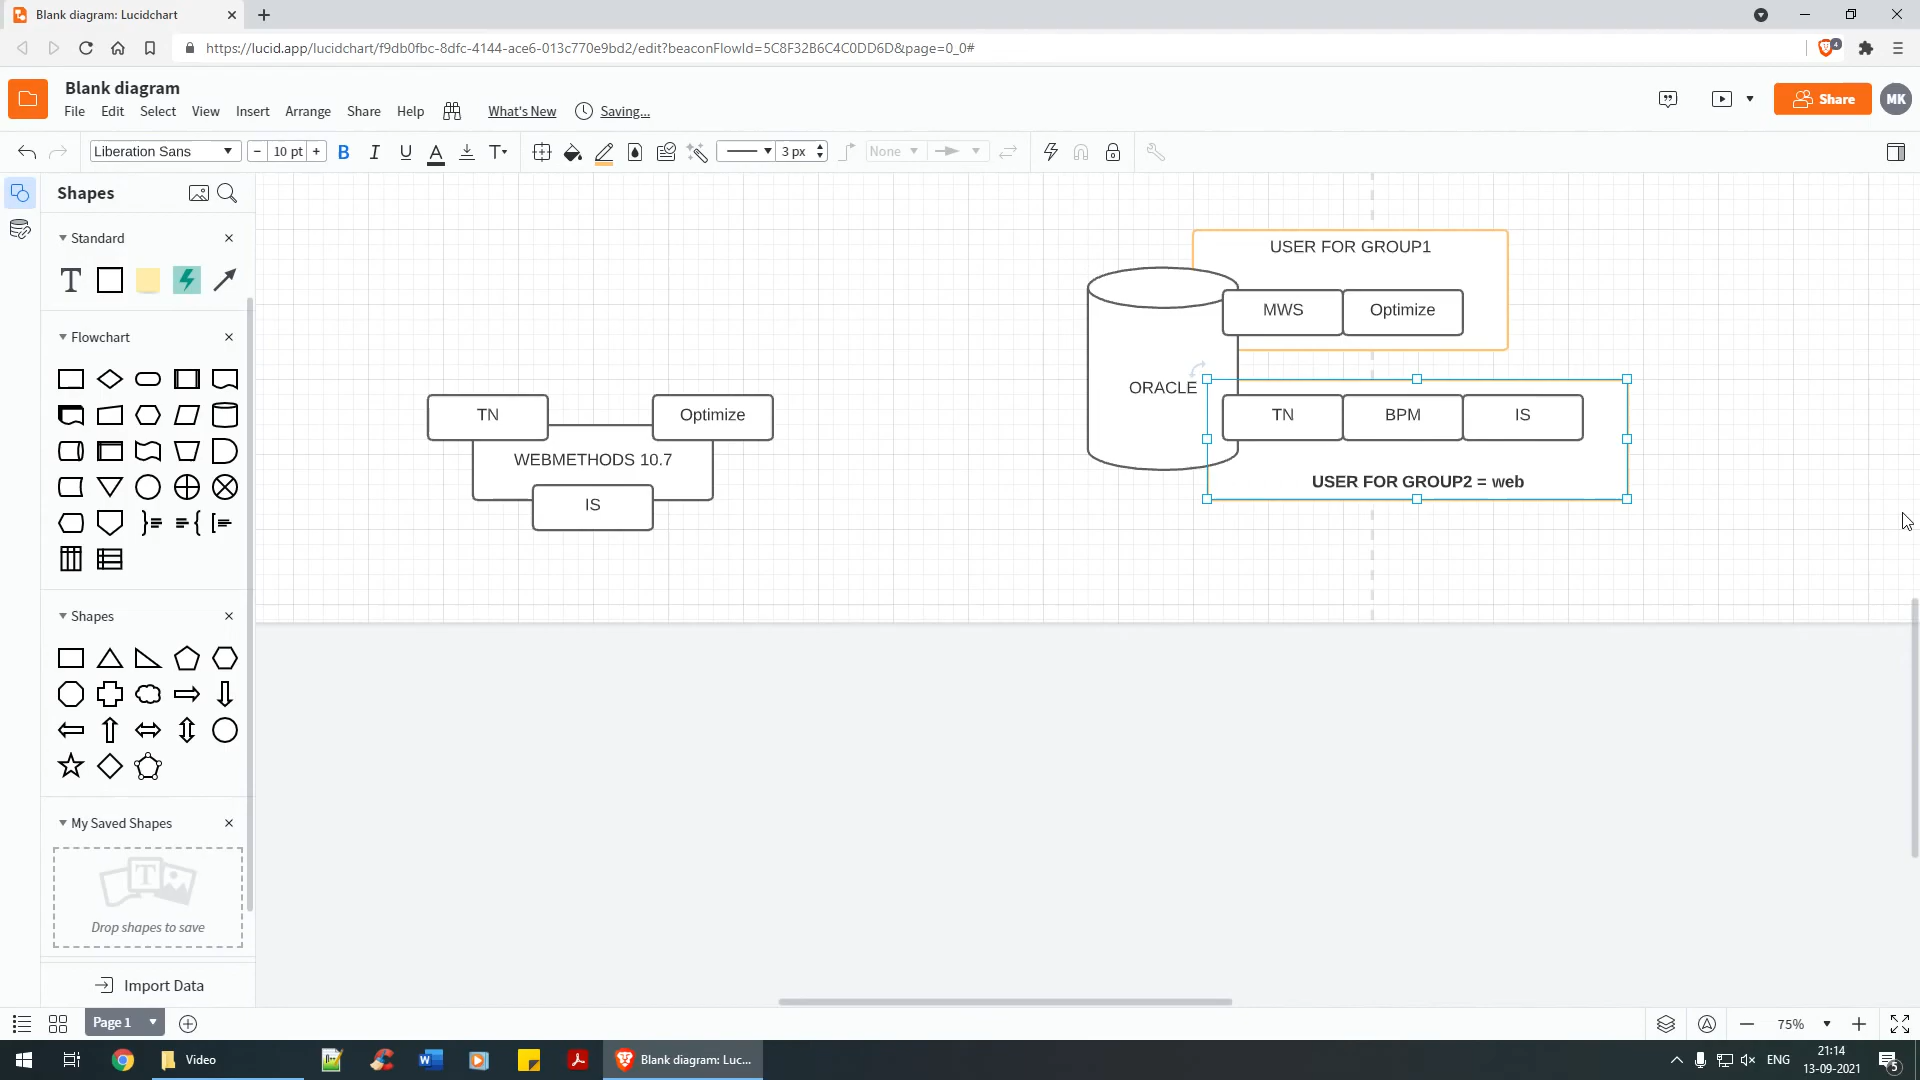 Blank diagram: Lucidchart
https://lucid.app/lucidchart/f9db0fbc-8dfc-4144-ace6-013c770e9bd2/edit?beaconFlowId=5C8F32B6C4C0DD6D&page=0_0#
4
Blank diagram
File Edit Select View Insert Arrange Share Help What's New Saving...
Share MK
Liberation Sans 10 pt B I U A T 3 px None
Shapes
Standard
T
Flowchart
Shapes
My Saved Shapes
T
Drop shapes to save
Import Data
TN
Optimize
WEBMETHODS 10.7
IS
USER FOR GROUP1
MWS
Optimize
ORACLE
TN
BPM
IS
USER FOR GROUP2 = web
Page 1
75%
Video
Blank diagram: Luc...
ENG
21:14
13-09-2021
5